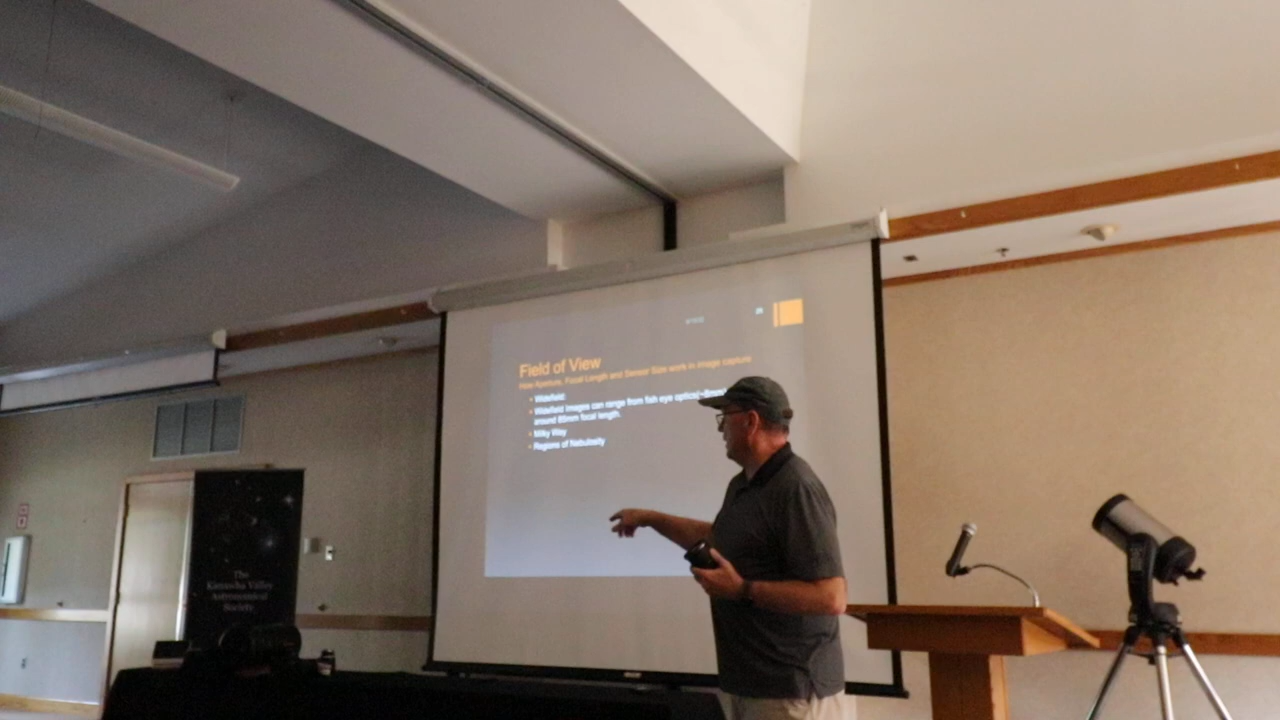 Field of View
How Aperture, Focal Length and Sensor Size work in image capture
Widefield:
Widefield images can range from fish eye optics(~8mm)
around 85mm focal length.
Milky Way
Regions of Nebulosity
The
Kanawha Valley
Astronomical
Society